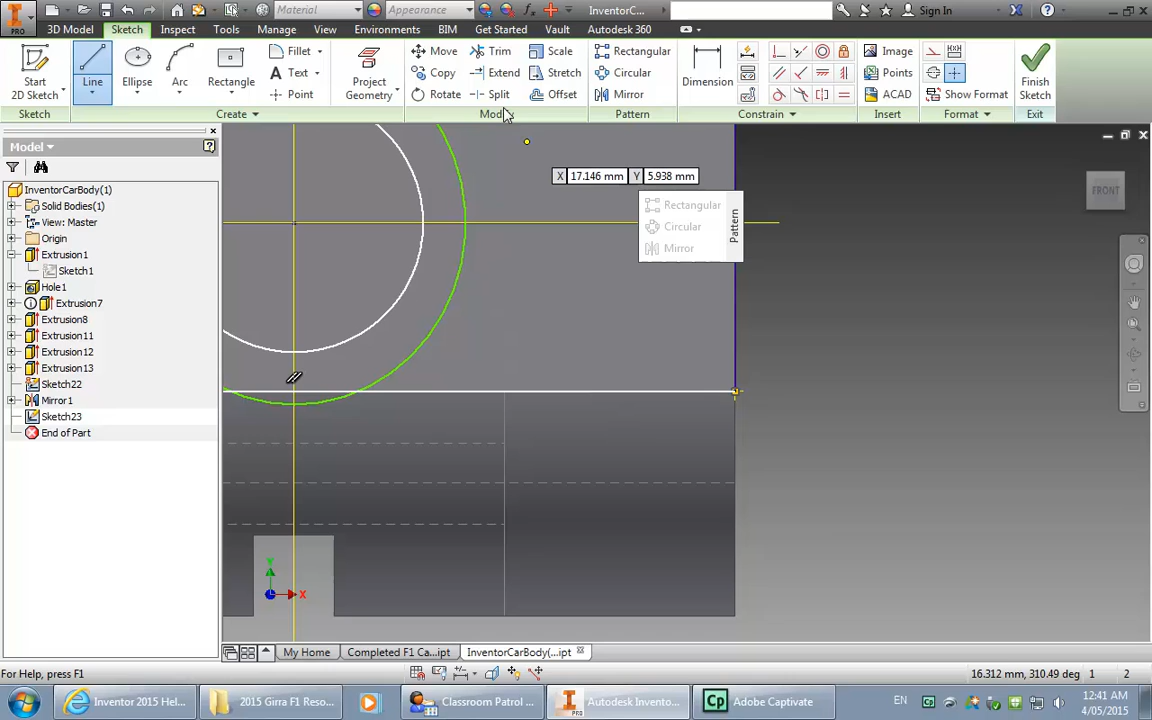 Material
Appearance
InventorC...
Sign In
PRO
3D Model
Sketch
Inspect
Tools
Manage
View
Environments
BIM
Get Started
Vault
Autodesk 360
Start
2D Sketch
Line
Ellipse
Arc
Rectangle
Fillet
Text
Point
Project
Geometry
Move
Copy
Rotate
Trim
Extend
Split
Scale
Stretch
Offset
Rectangular
Circular
Mirror
Dimension
Image
Points
ACAD
Show Format
Finish
Sketch
Sketch
Create
Modify
Pattern
Constrain
Insert
Format
Exit
Model
InventorCarBody(1)
Solid Bodies(1)
View: Master
Origin
Extrusion1
Sketch1
Hole1
Extrusion7
Extrusion8
Extrusion11
Extrusion12
Extrusion13
Sketch22
Mirror1
Sketch23
End of Part
X 17.146 mm Y 5.938 mm
Rectangular
Circular
Mirror
Pattern
FRONT
Y
X
My Home
Completed F1 Ca...ipt
InventorCarBody(...ipt
For Help, press F1
16.312 mm, 310.49 deg 1 2
Inventor 2015 Hel...
2015 Girra F1 Reso...
Classroom Patrol ...
PRO
Autodesk Invento...
Cp
Adobe Captivate
EN
12:41 AM
4/05/2015